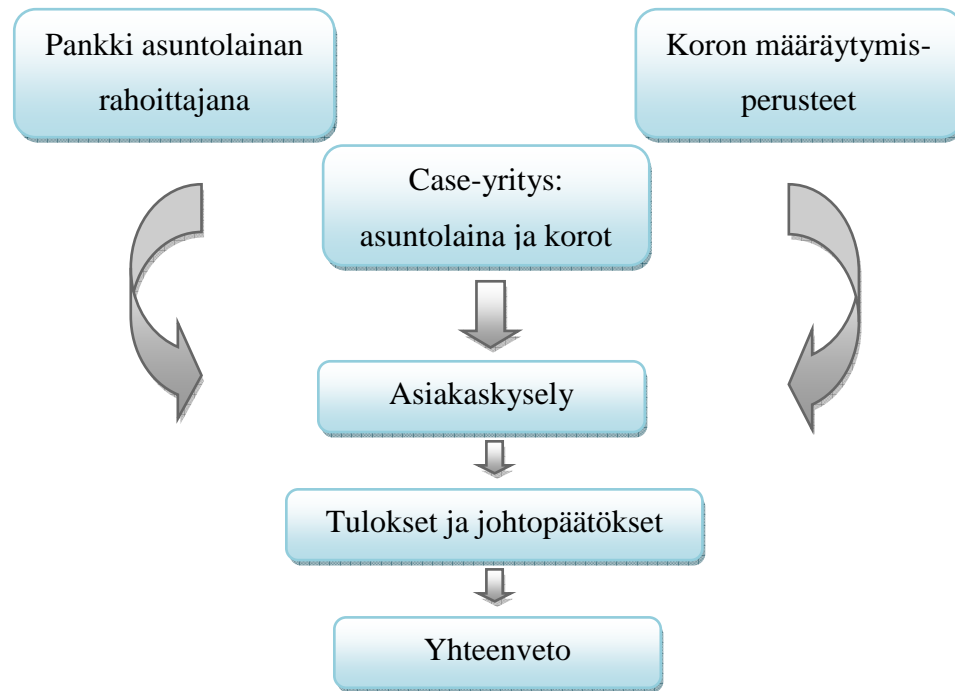 Pankki asuntolainan
rahoittajana
Koron määräytymis-
perusteet
Case-yritys:
asuntolaina ja korot
Asiakaskysely
Tulokset ja johtopäätökset
Yhteenveto